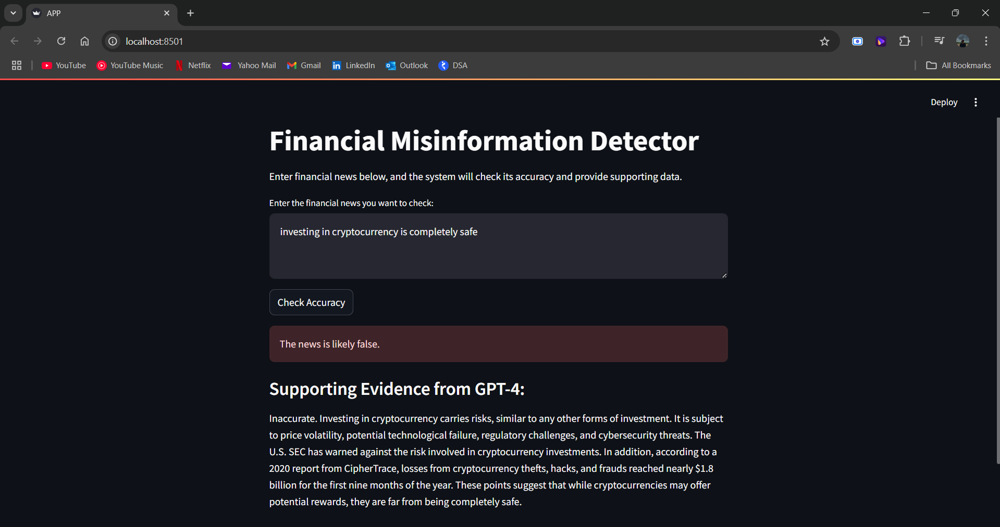 APP
localhost:8501
YouTube
YouTube Music
Netflix
Yahoo Mail
Gmail
LinkedIn
Outlook
DSA
All Bookmarks
Deploy
Financial Misinformation Detector
Enter financial news below, and the system will check its accuracy and provide supporting data.
Enter the financial news you want to check:
investing in cryptocurrency is completely safe
Check Accuracy
The news is likely false.
Supporting Evidence from GPT-4:
Inaccurate. Investing in cryptocurrency carries risks, similar to any other forms of investment. It is subject
to price volatility, potential technological failure, regulatory challenges, and cybersecurity threats. The
U.S. SEC has warned against the risk involved in cryptocurrency investments. In addition, according to a
2020 report from CipherTrace, losses from cryptocurrency thefts, hacks, and frauds reached nearly $1.8
billion for the first nine months of the year. These points suggest that while cryptocurrencies may offer
potential rewards, they are far from being completely safe.